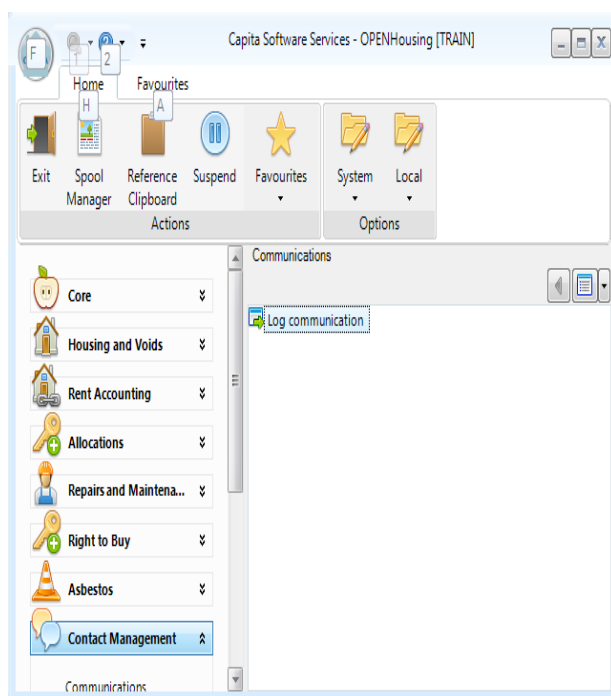 Capita Software Services - OPENHousing [TRAIN]
F
1
2
Home
Favourites
H
A
Exit
Spool
Manager
Reference
Clipboard
Suspend
Favourites
System
Local
Actions
Options
Communications
Core
Log communication
Housing and Voids
Rent Accounting
Allocations
Repairs and Maintena...
Right to Buy
Asbestos
Contact Management
Communications